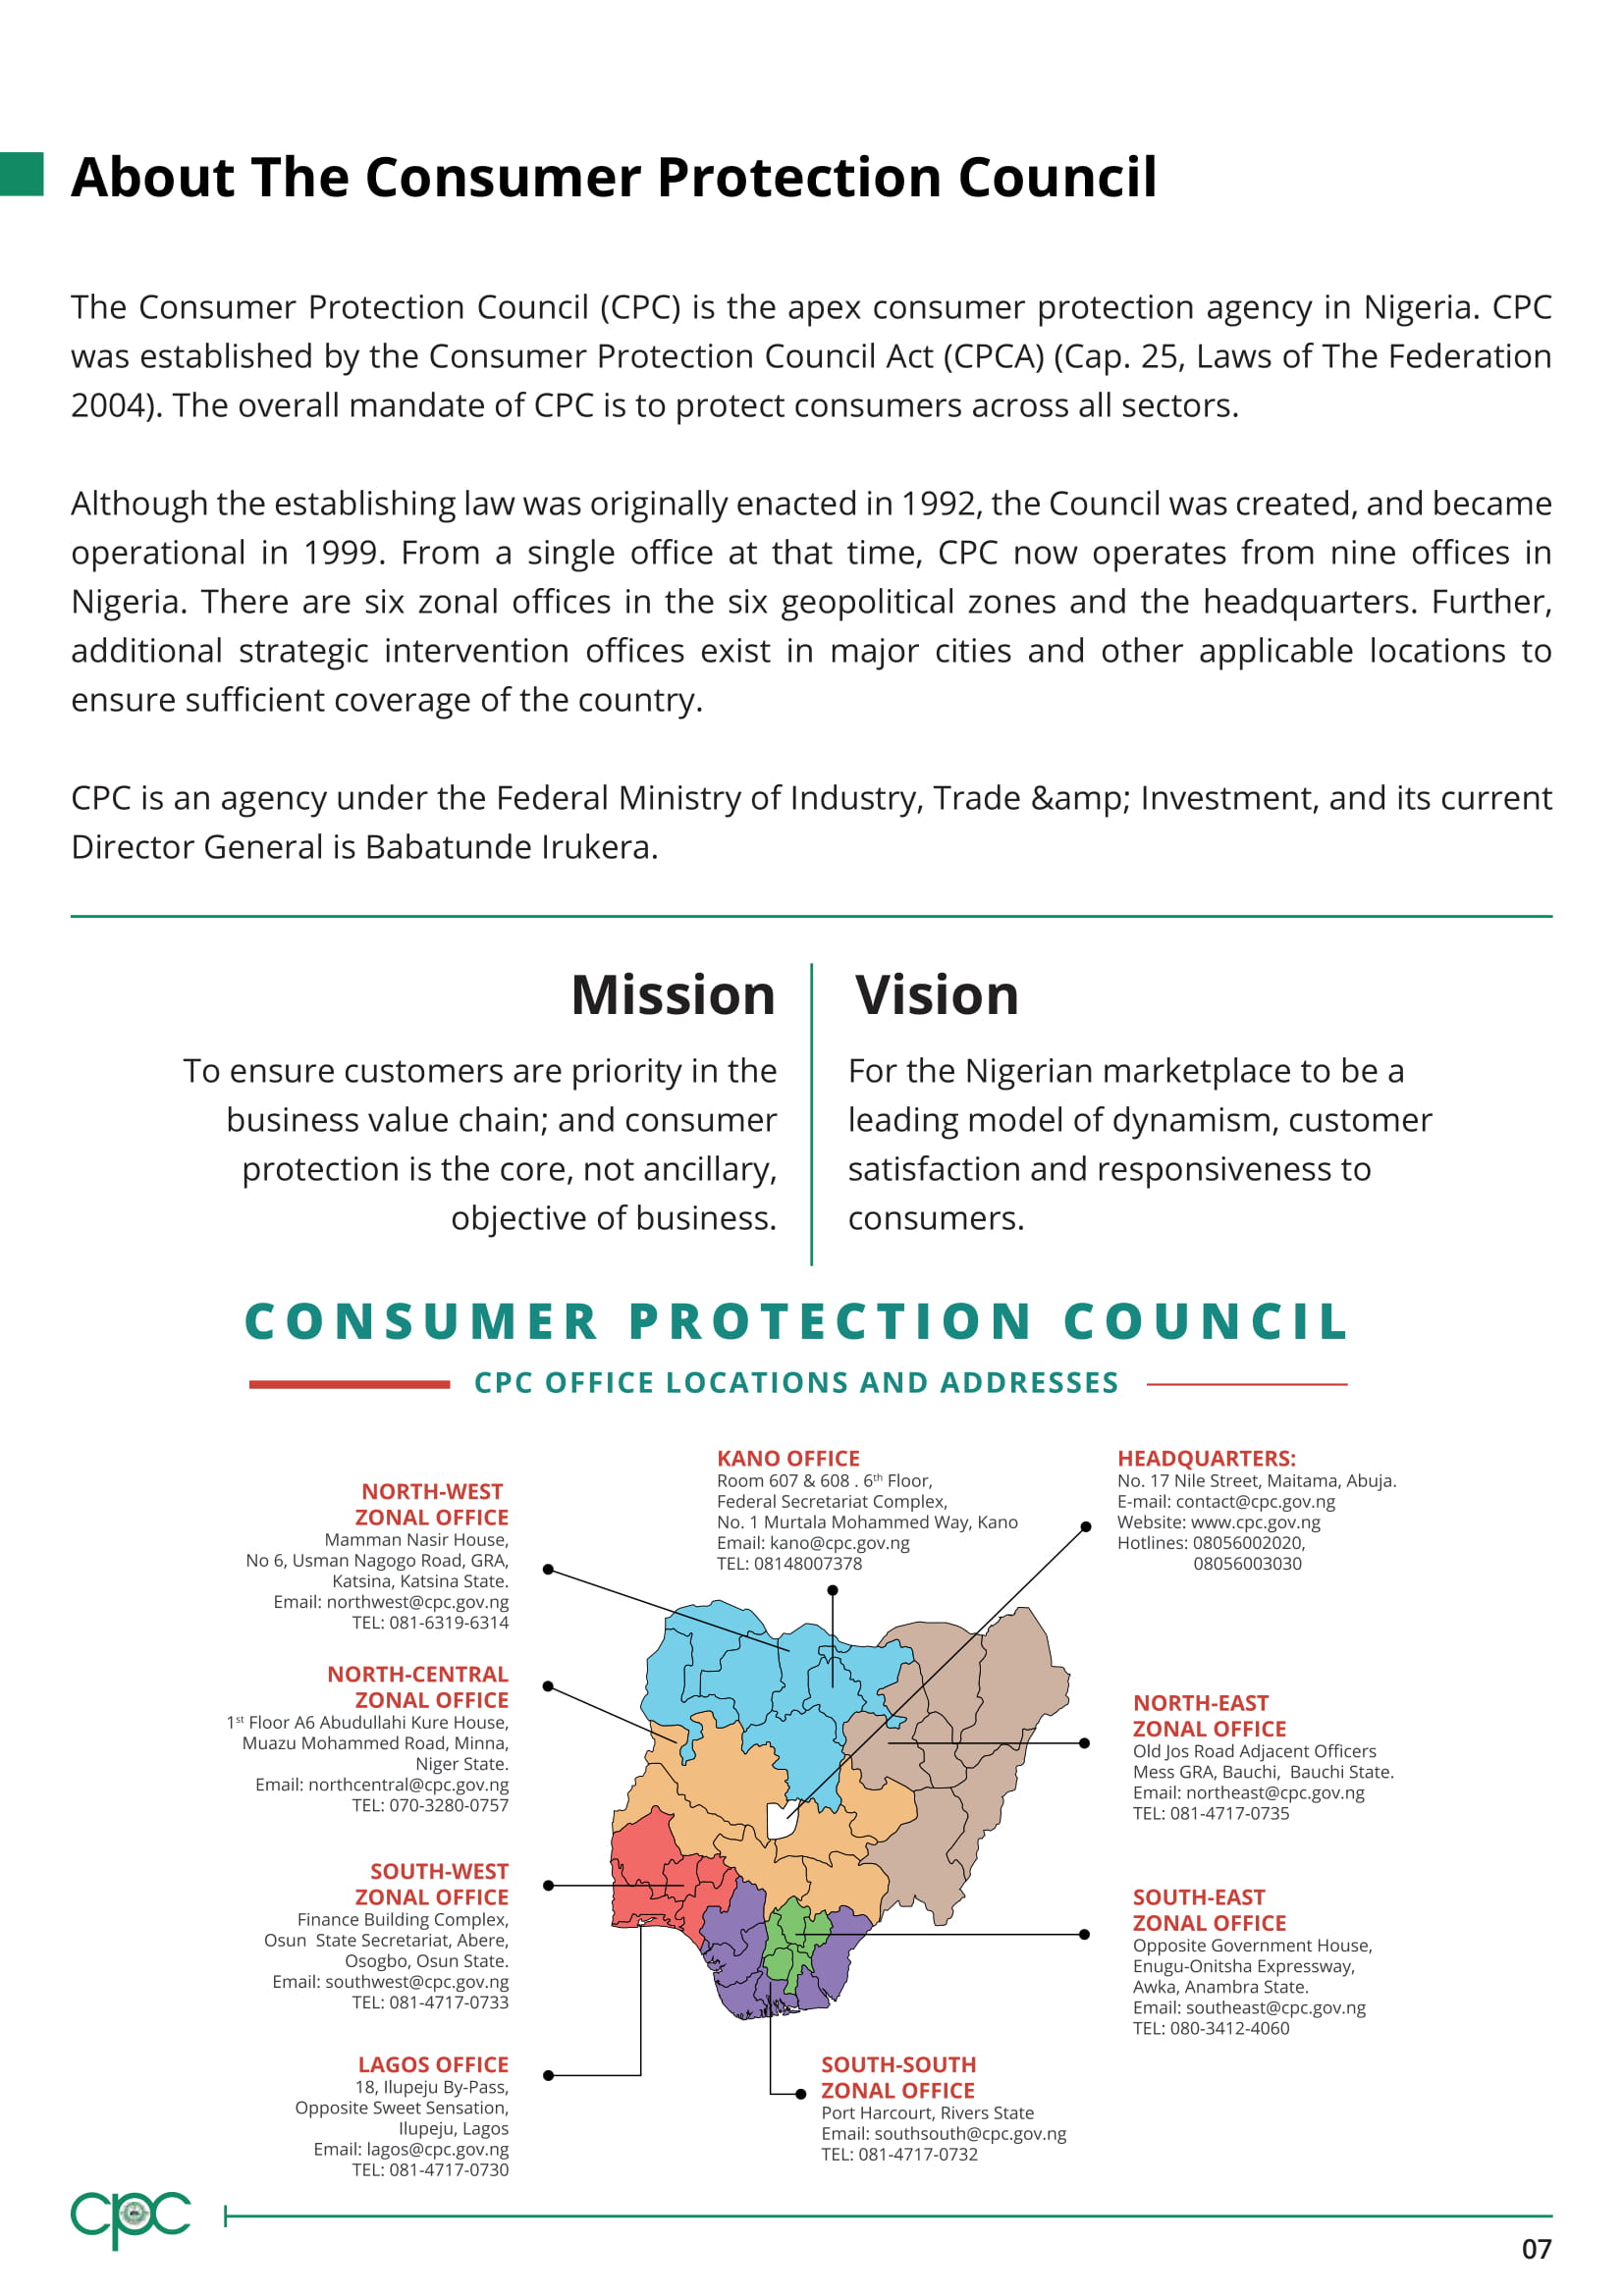 About The Consumer Protection Council
The Consumer Protection Council (CPC) is the apex consumer protection agency in Nigeria. CPC
was established by the Consumer Protection Council Act (CPCA) (Cap. 25, Laws of The Federation
2004). The overall mandate of CPC is to protect consumers across all sectors.
Although the establishing law was originally enacted in 1992, the Council was created, and became
operational in 1999. From a single office at that time, CPC now operates from nine offices in
Nigeria. There are six zonal offices in the six geopolitical zones and the headquarters. Further,
additional strategic intervention offices exist in major cities and other applicable locations to
ensure sufficient coverage of the country.
CPC is an agency under the Federal Ministry of Industry, Trade &amp; Investment, and its current
Director General is Babatunde Irukera.
Mission
To ensure customers are priority in the
business value chain; and consumer
protection is the core, not ancillary,
objective of business.
Vision
For the Nigerian marketplace to be a
leading model of dynamism, customer
satisfaction and responsiveness to
consumers.
CONSUMER PROTECTION COUNCIL
CPC OFFICE LOCATIONS AND ADDRESSES
NORTH-WEST
ZONAL OFFICE
Mamman Nasir House,
No 6, Usman Nagogo Road, GRA,
Katsina, Katsina State.
Email: northwest@cpc.gov.ng
TEL: 081-6319-6314
KANO OFFICE
Room 607 & 608 . 6th Floor,
Federal Secretariat Complex,
No. 1 Murtala Mohammed Way, Kano
Email: kano@cpc.gov.ng
TEL: 08148007378
HEADQUARTERS:
No. 17 Nile Street, Maitama, Abuja.
E-mail: contact@cpc.gov.ng
Website: www.cpc.gov.ng
Hotlines: 08056002020,
08056003030
NORTH-CENTRAL
ZONAL OFFICE
1st Floor A6 Abudullahi Kure House,
Muazu Mohammed Road, Minna,
Niger State.
Email: northcentral@cpc.gov.ng
TEL: 070-3280-0757
NORTH-EAST
ZONAL OFFICE
Old Jos Road Adjacent Officers
Mess GRA, Bauchi, Bauchi State.
Email: northeast@cpc.gov.ng
TEL: 081-4717-0735
SOUTH-WEST
ZONAL OFFICE
Finance Building Complex,
Osun State Secretariat, Abere,
Osogbo, Osun State.
Email: southwest@cpc.gov.ng
TEL: 081-4717-0733
SOUTH-EAST
ZONAL OFFICE
Opposite Government House,
Enugu-Onitsha Expressway,
Awka, Anambra State.
Email: southeast@cpc.gov.ng
TEL: 080-3412-4060
LAGOS OFFICE
18, Ilupeju By-Pass,
Opposite Sweet Sensation,
Ilupeju, Lagos
Email: lagos@cpc.gov.ng
TEL: 081-4717-0730
SOUTH-SOUTH
ZONAL OFFICE
Port Harcourt, Rivers State
Email: southsouth@cpc.gov.ng
TEL: 081-4717-0732
cpc
07